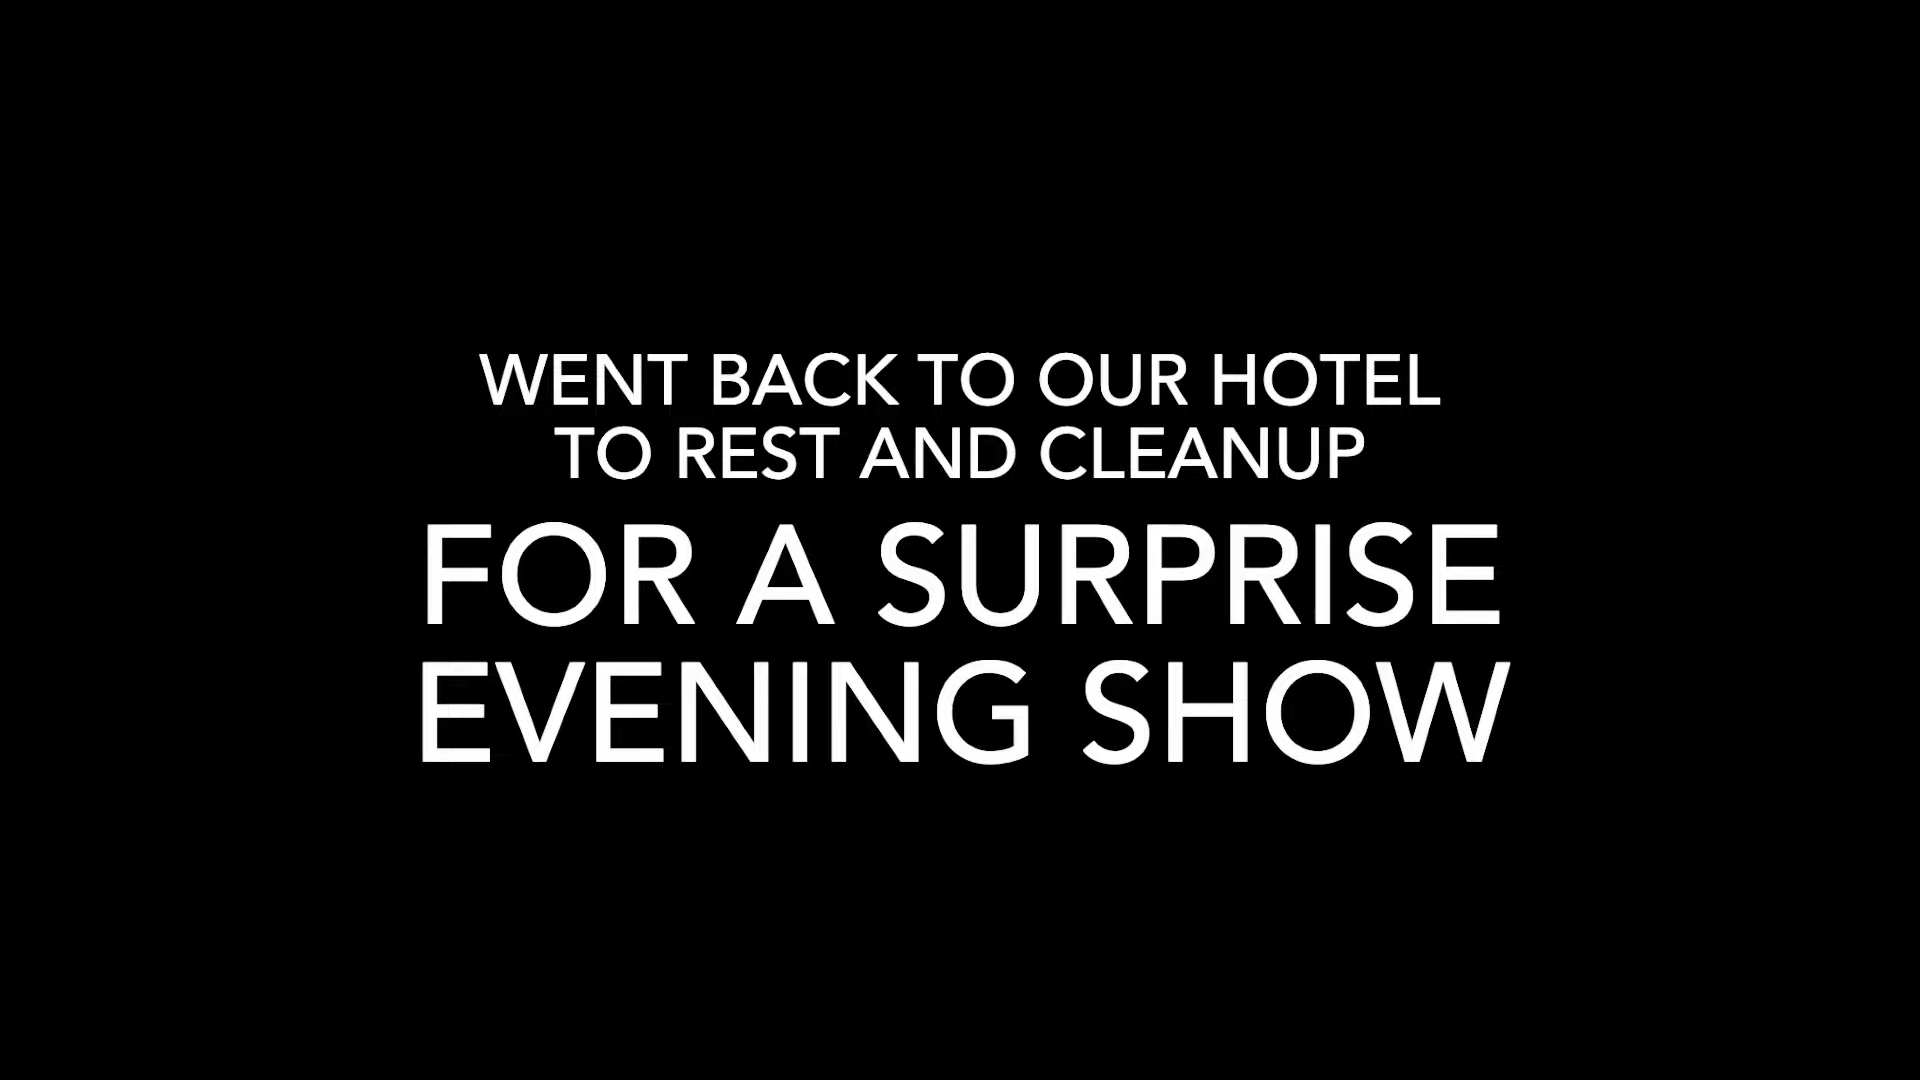 WENT BACK TO OUR HOTEL
TO REST AND CLEANUP
FOR A SURPRISE
EVENING SHOW